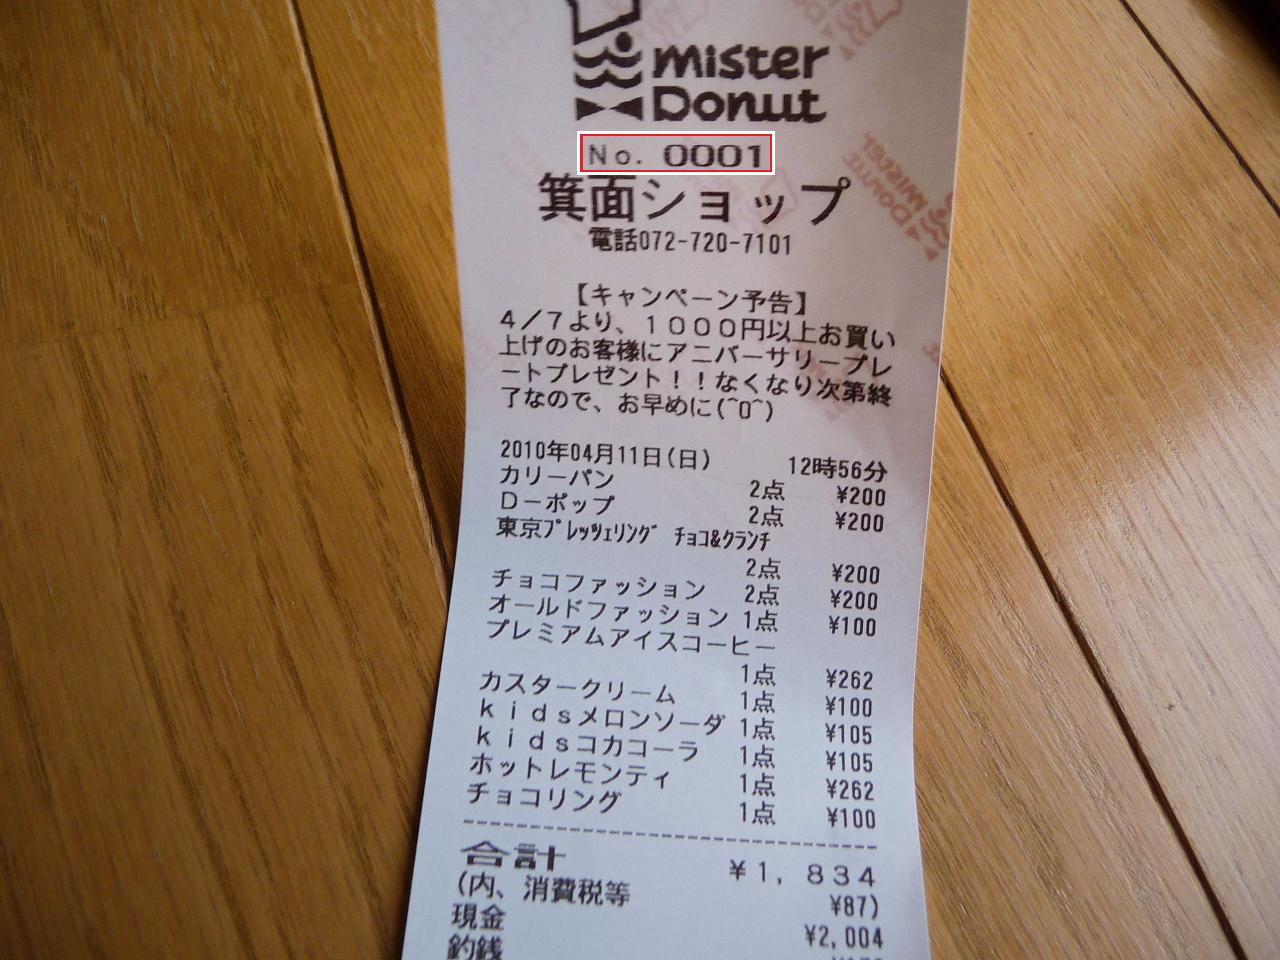 mister
Donut
No. 0001
箕面ショップ
電話072-720-7101
【キャンペーン予告】
4/7より、1000円以上お買い
上げのお客様にアニバーサリープレ
ートプレゼント!!なくなり次第終
了なので、お早めに(^0^)
2010年04月11日(日) 12時56分
カリーパン 2点 ¥200
D-ポップ 2点 ¥200
東京プレッツェリング チョコ&クランチ
2点 ¥200
チョコファッション 2点 ¥200
オールドファッション 1点 ¥100
プレミアムアイスコーヒー
1点 ¥262
カスタークリーム 1点 ¥100
kidsメロンソーダ 1点 ¥105
kidsコカコーラ 1点 ¥105
ホットレモンティ 1点 ¥262
チョコリング 1点 ¥100
合計 ¥1,834
(内、消費税等 ¥87)
現金 ¥2,004
釣銭